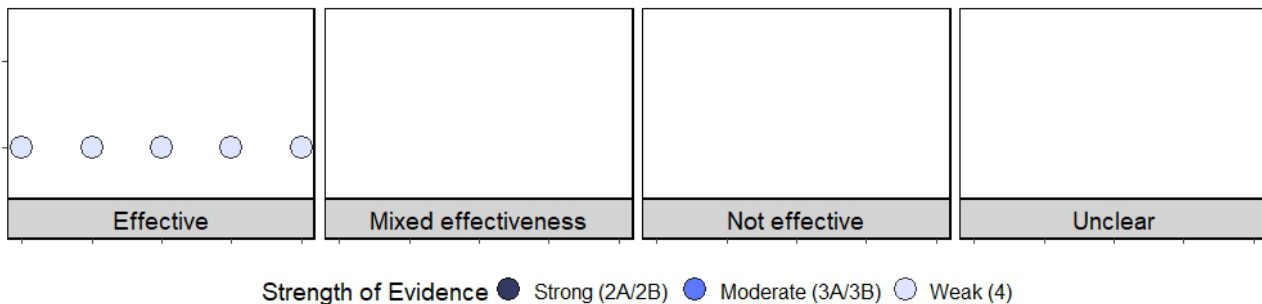 Effective
Mixed effectiveness
Not effective
Unclear
Strength of Evidence Strong (2A/2B) Moderate (3A/3B) Weak (4)